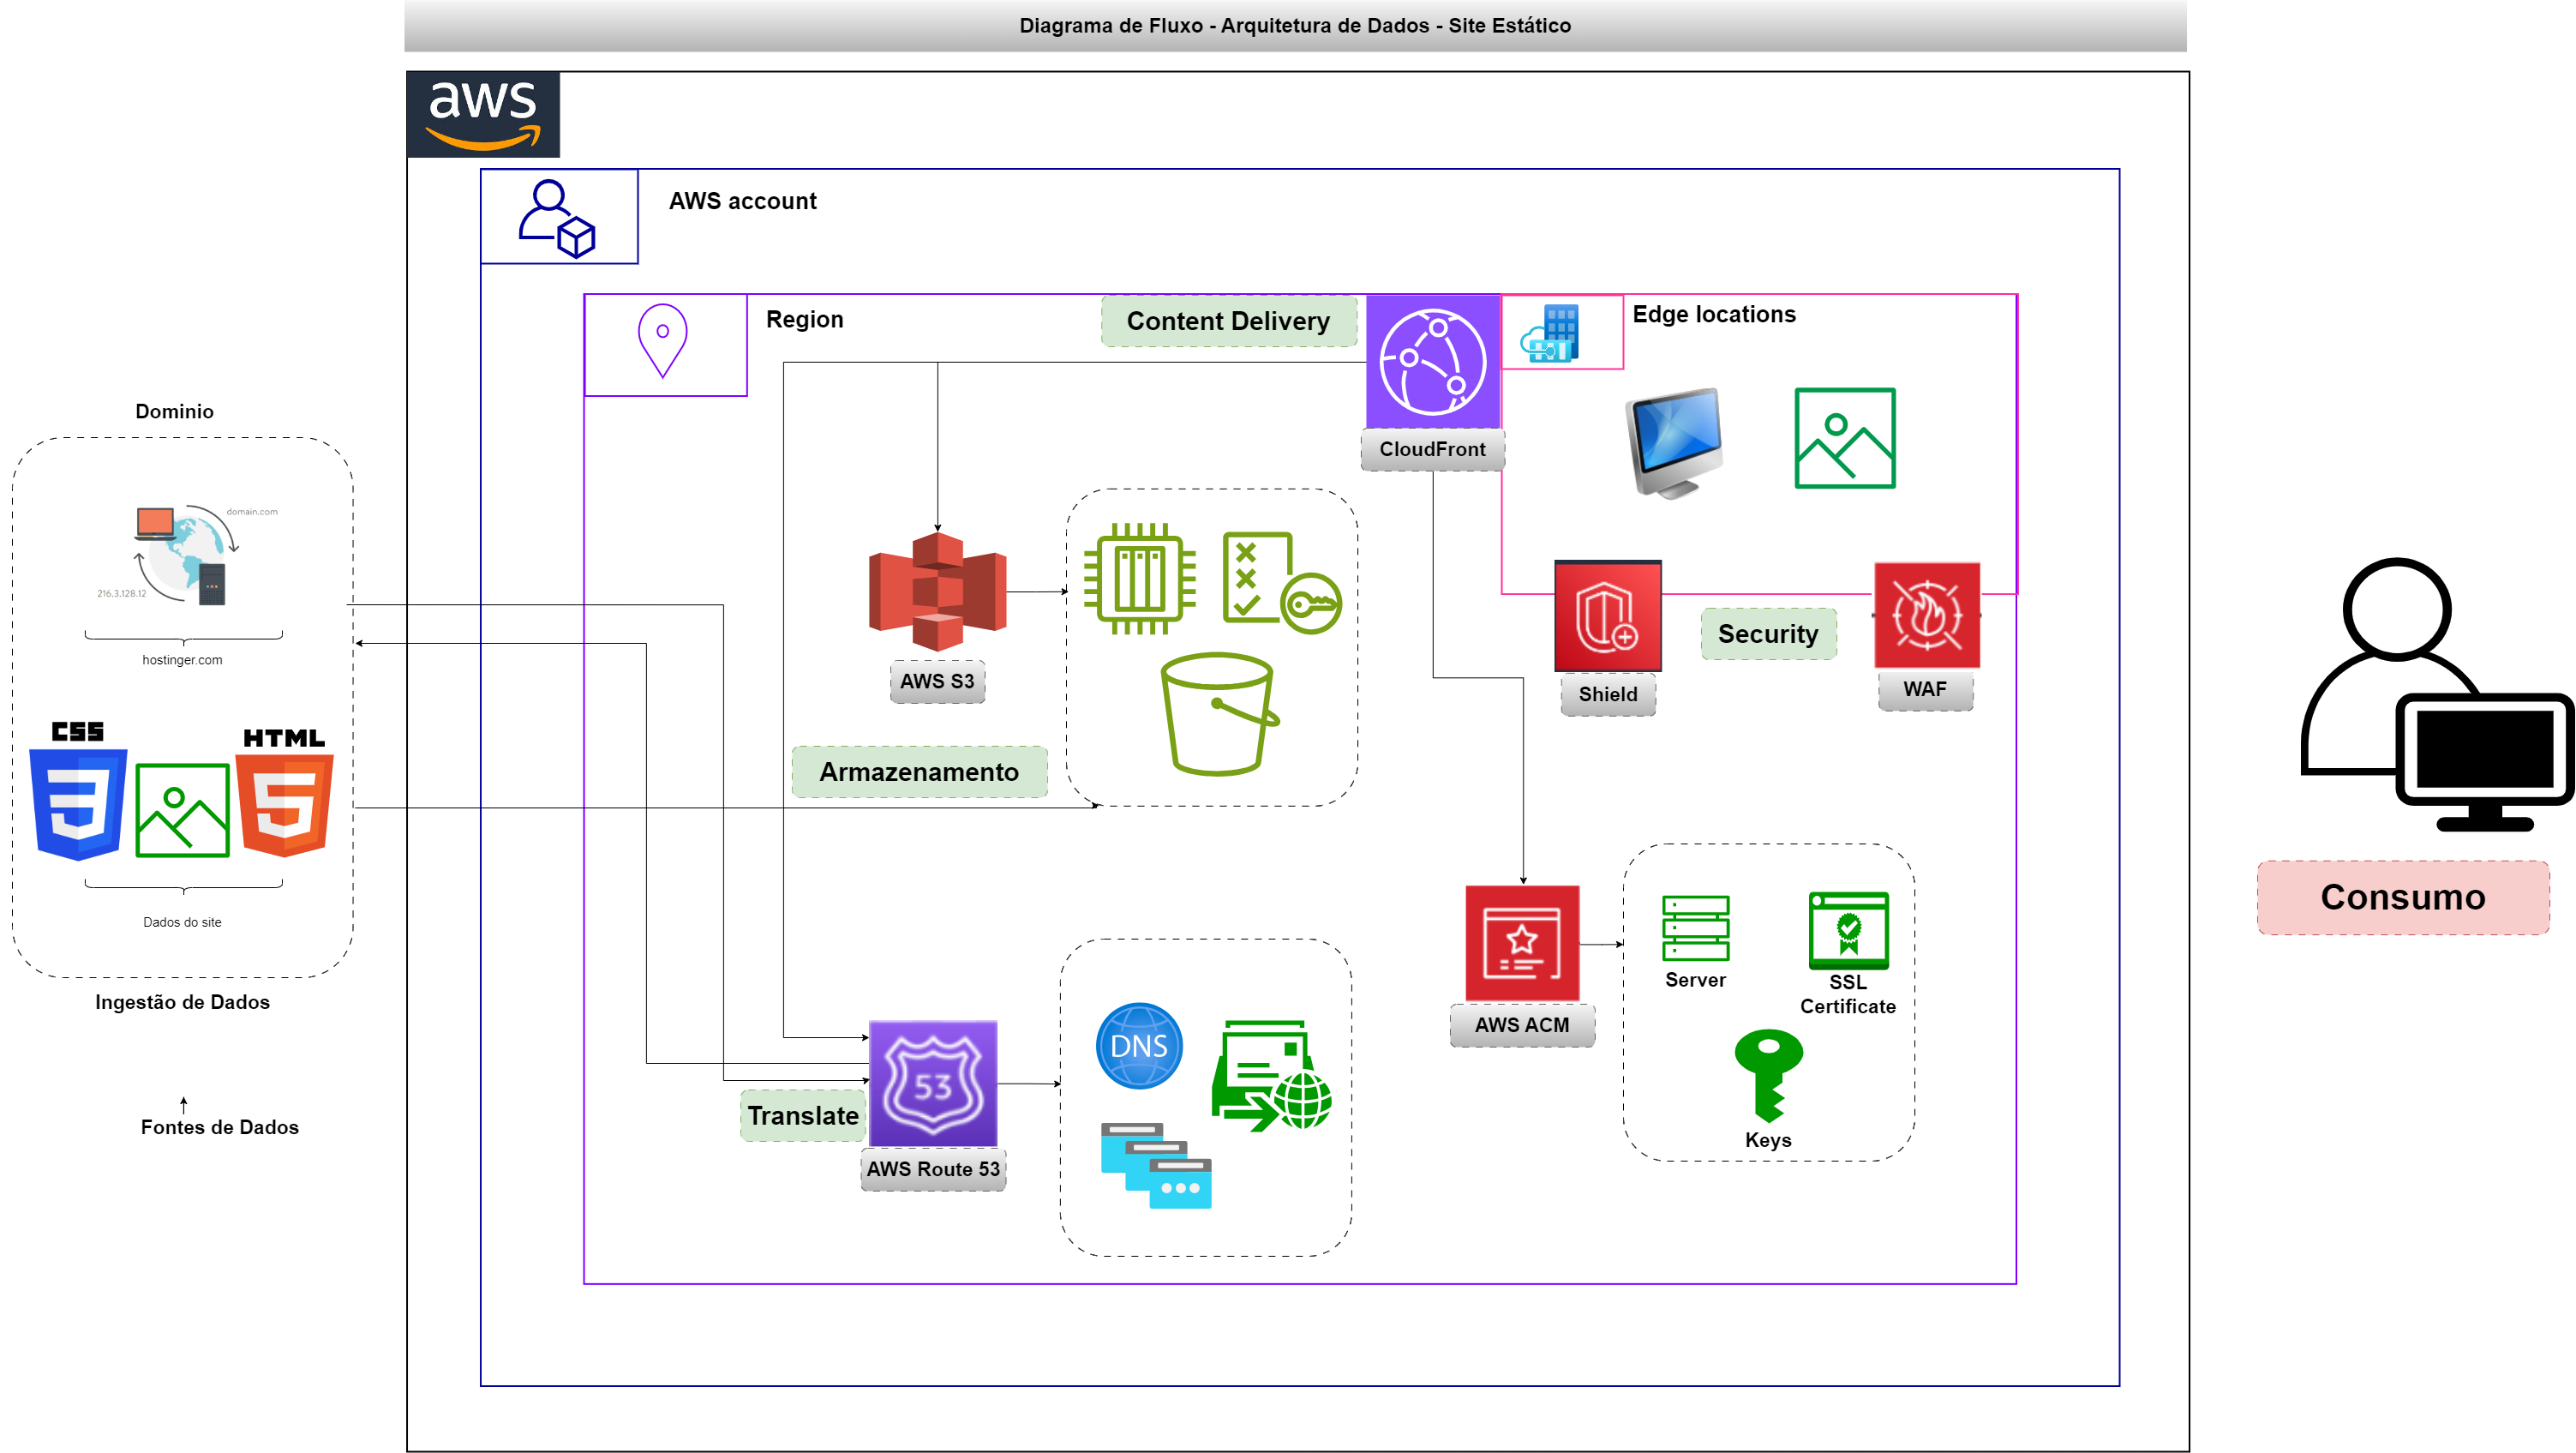 Diagrama de Fluxo - Arquitetura de Dados - Site Estático
aws
AWS account
Region
Content Delivery
Edge locations
CloudFront
Dominio
domain.com
216.3.128.12
hostinger.com
CSS
HTML
Dados do site
Ingestão de Dados
Fontes de Dados
AWS S3
Armazenamento
Shield
Security
WAF
AWS ACM
Server
SSL
Certificate
Keys
53
Translate
AWS Route 53
DNS
Consumo